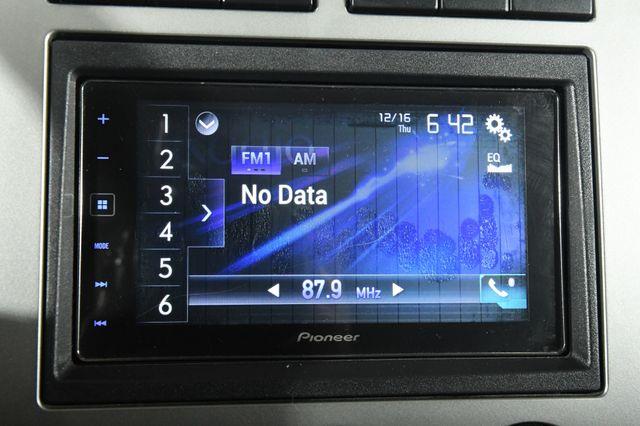 12/16
Thu
6 42
1
2
3
4
5
6
FM1
AM
EQ
No Data
87.9 MHz
MODE
Pioneer